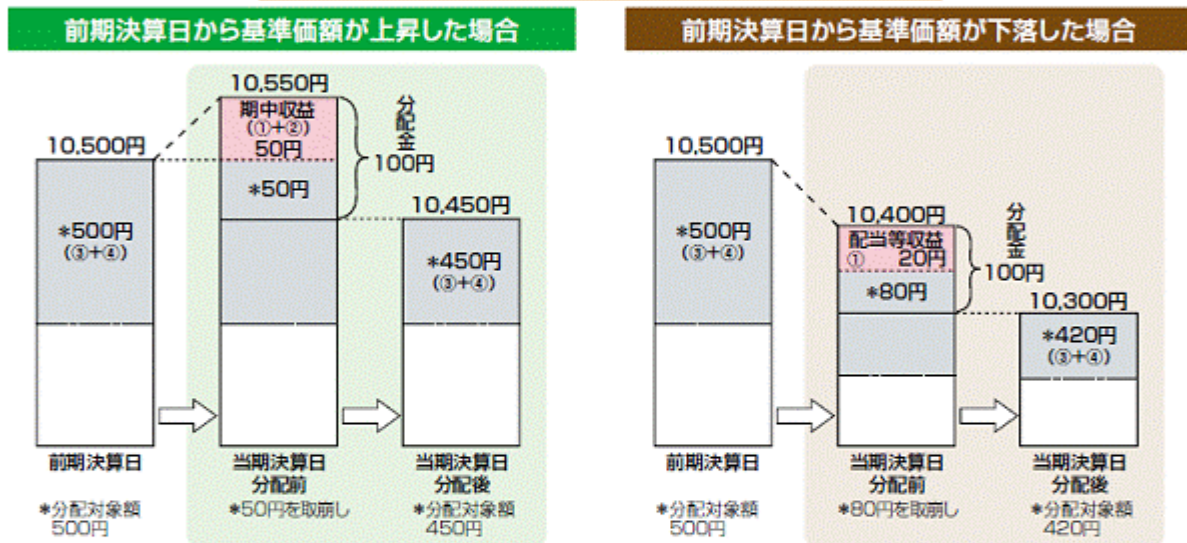 前期決算日から基準価額が上昇した場合
10,550円
期中収益
(①+②)
50円
*50円
分配金
100円
10,500円
*500円
(③+④)
10,450円
*450円
(③+④)
前期決算日
当期決算日
分配前
当期決算日
分配後
*分配対象額
500円
*50円を取崩し
*分配対象額
450円
前期決算日から基準価額が下落した場合
10,500円
*500円
(③+④)
10,400円
配当等収益
① 20円
*80円
分配金
100円
10,300円
*420円
(③+④)
前期決算日
当期決算日
分配前
当期決算日
分配後
*分配対象額
500円
*80円を取崩し
*分配対象額
420円